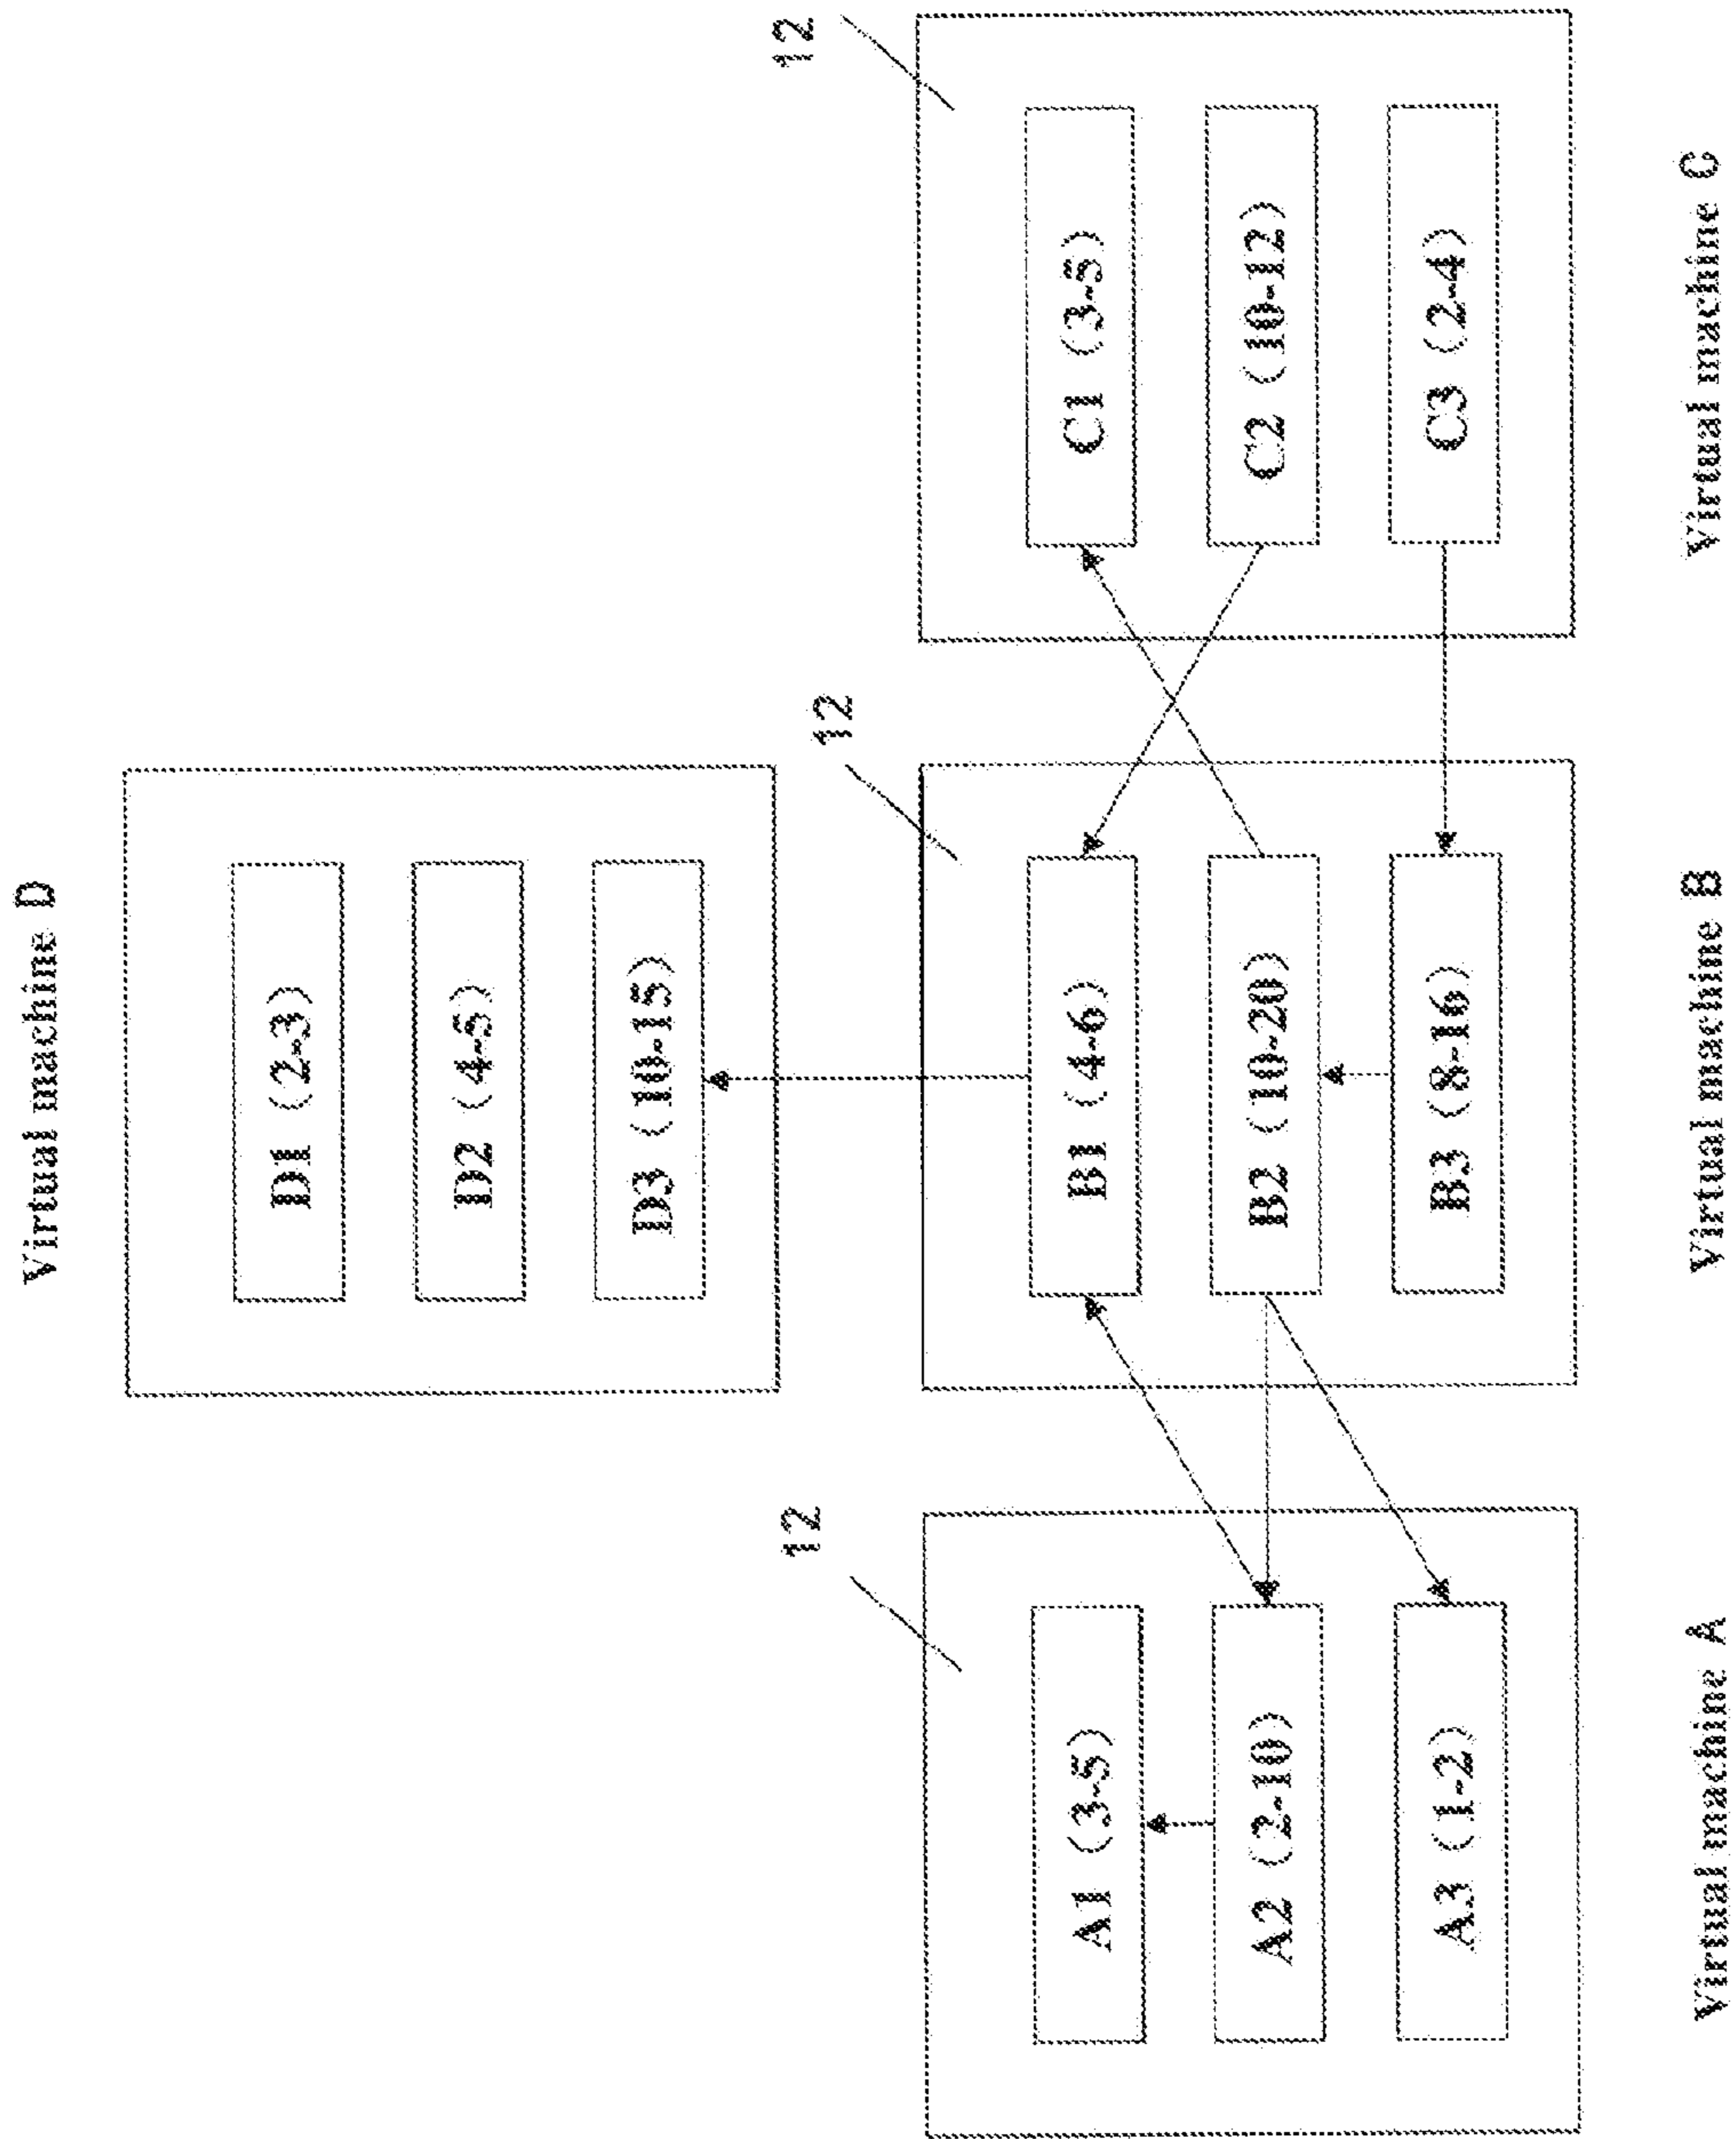 Virtual machine D
D1 (2-3)
D2 (4-5)
D3 (10-15)
12
12
12
A1 (3-5)
B1 (4-6)
C1 (3-5)
A2 (2-10)
B2 (10-20)
C2 (10-12)
A3 (1-2)
B3 (8-16)
C3 (2-4)
Virtual machine A
Virtual machine B
Virtual machine C